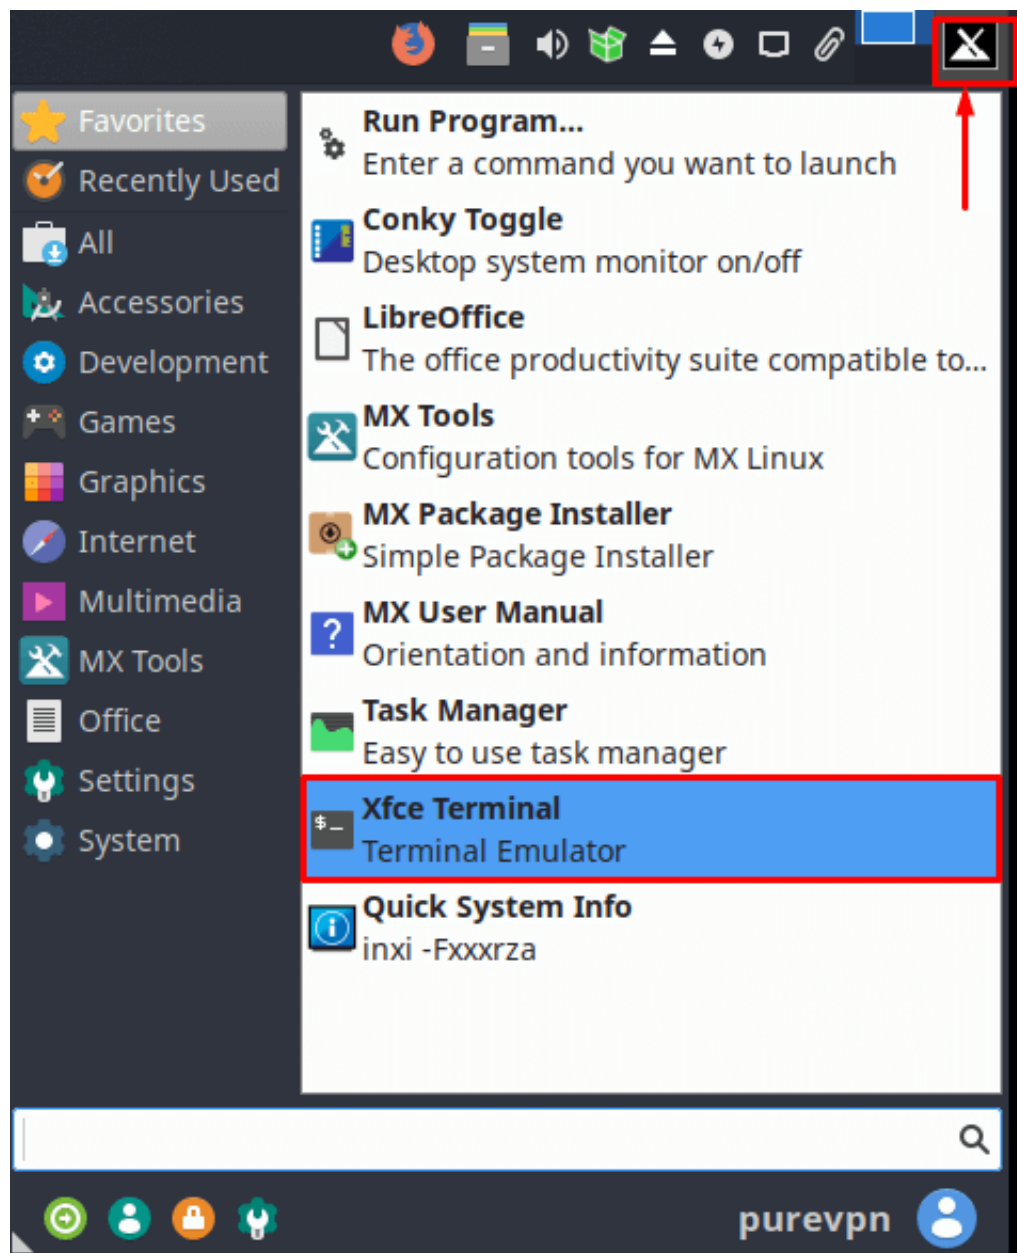 Favorites
Recently Used
All
Accessories
Development
Games
Graphics
Internet
Multimedia
MX Tools
Office
Settings
System
Run Program...
Enter a command you want to launch
Conky Toggle
Desktop system monitor on/off
LibreOffice
The office productivity suite compatible to...
MX Tools
Configuration tools for MX Linux
MX Package Installer
Simple Package Installer
MX User Manual
Orientation and information
Task Manager
Easy to use task manager
$_
Xfce Terminal
Terminal Emulator
Quick System Info
inxi -Fxxxrza
purevpn